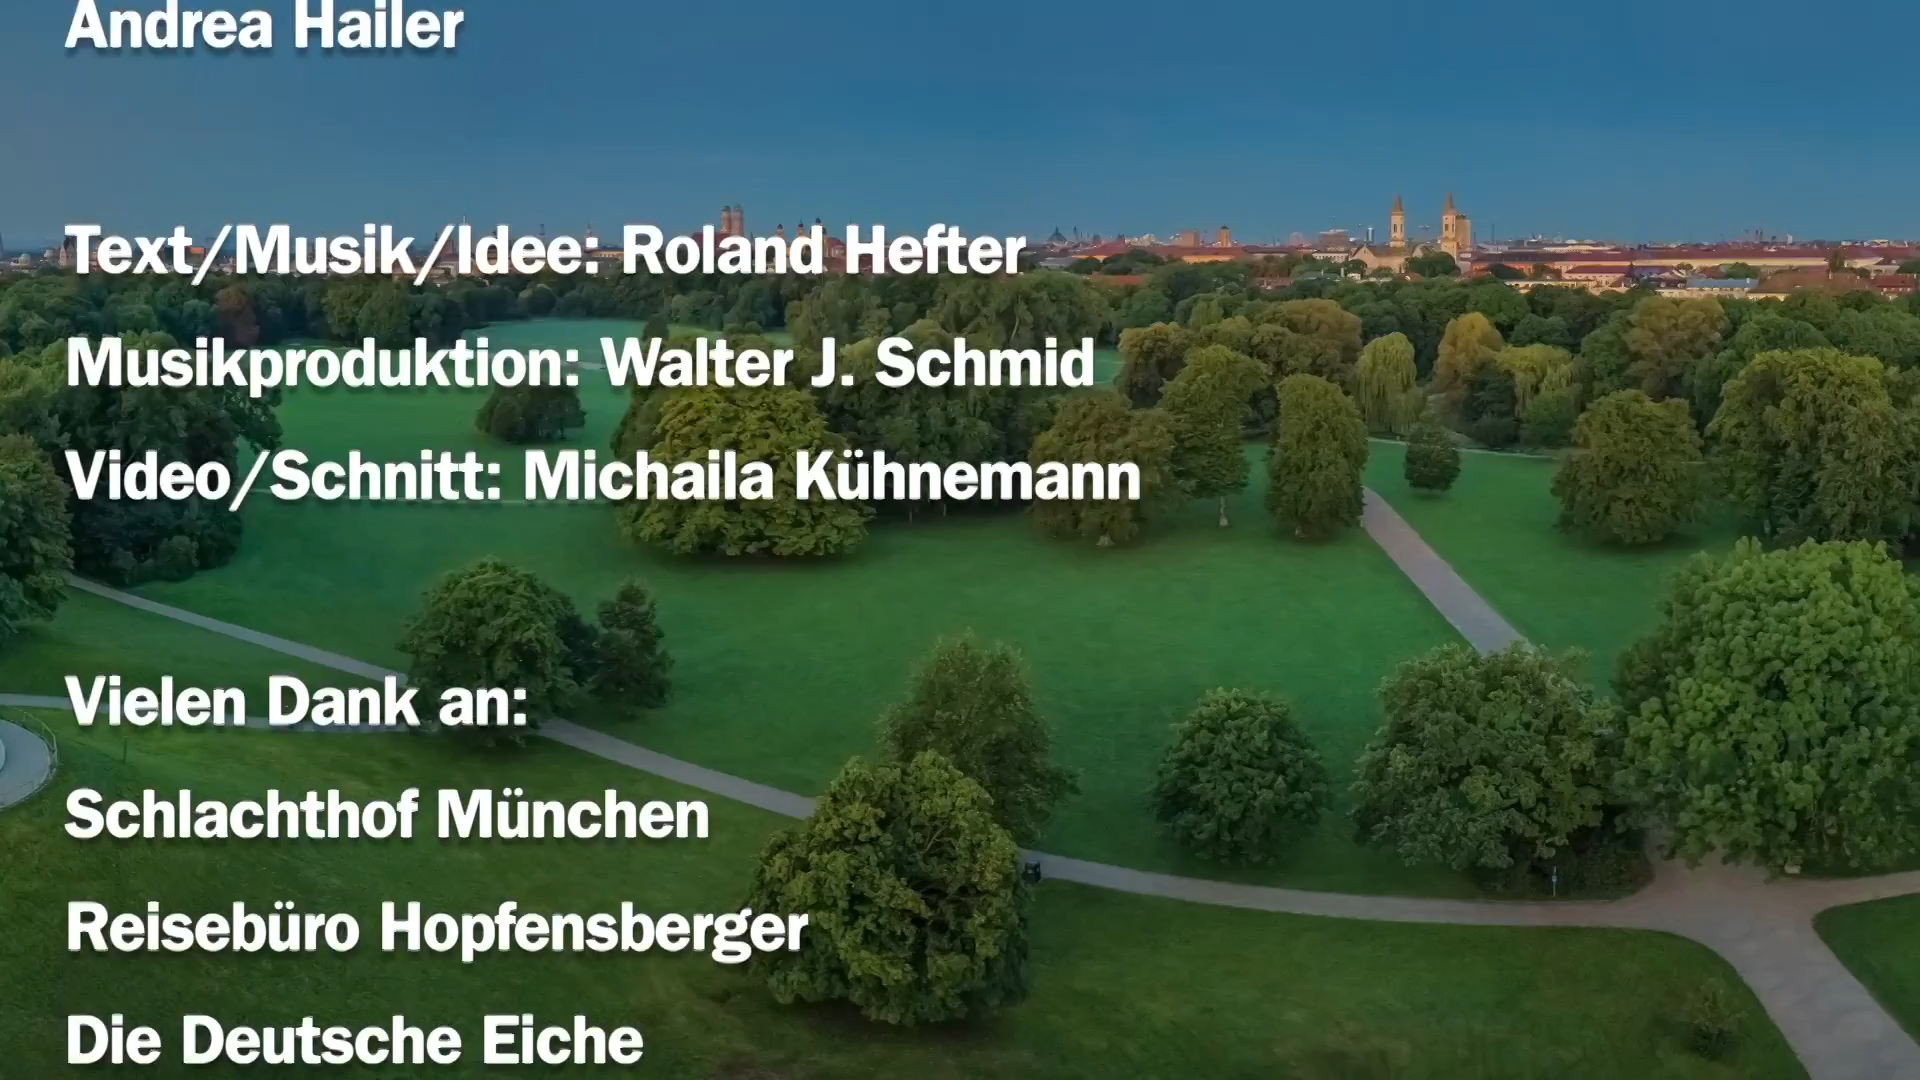 Andrea Hailer
Text/Musik/Idee: Roland Hefter
Musikproduktion: Walter J. Schmid
Video/Schnitt: Michaila Kühnemann
Vielen Dank an:
Schlachthof München
Reisebüro Hopfensberger
Die Deutsche Eiche